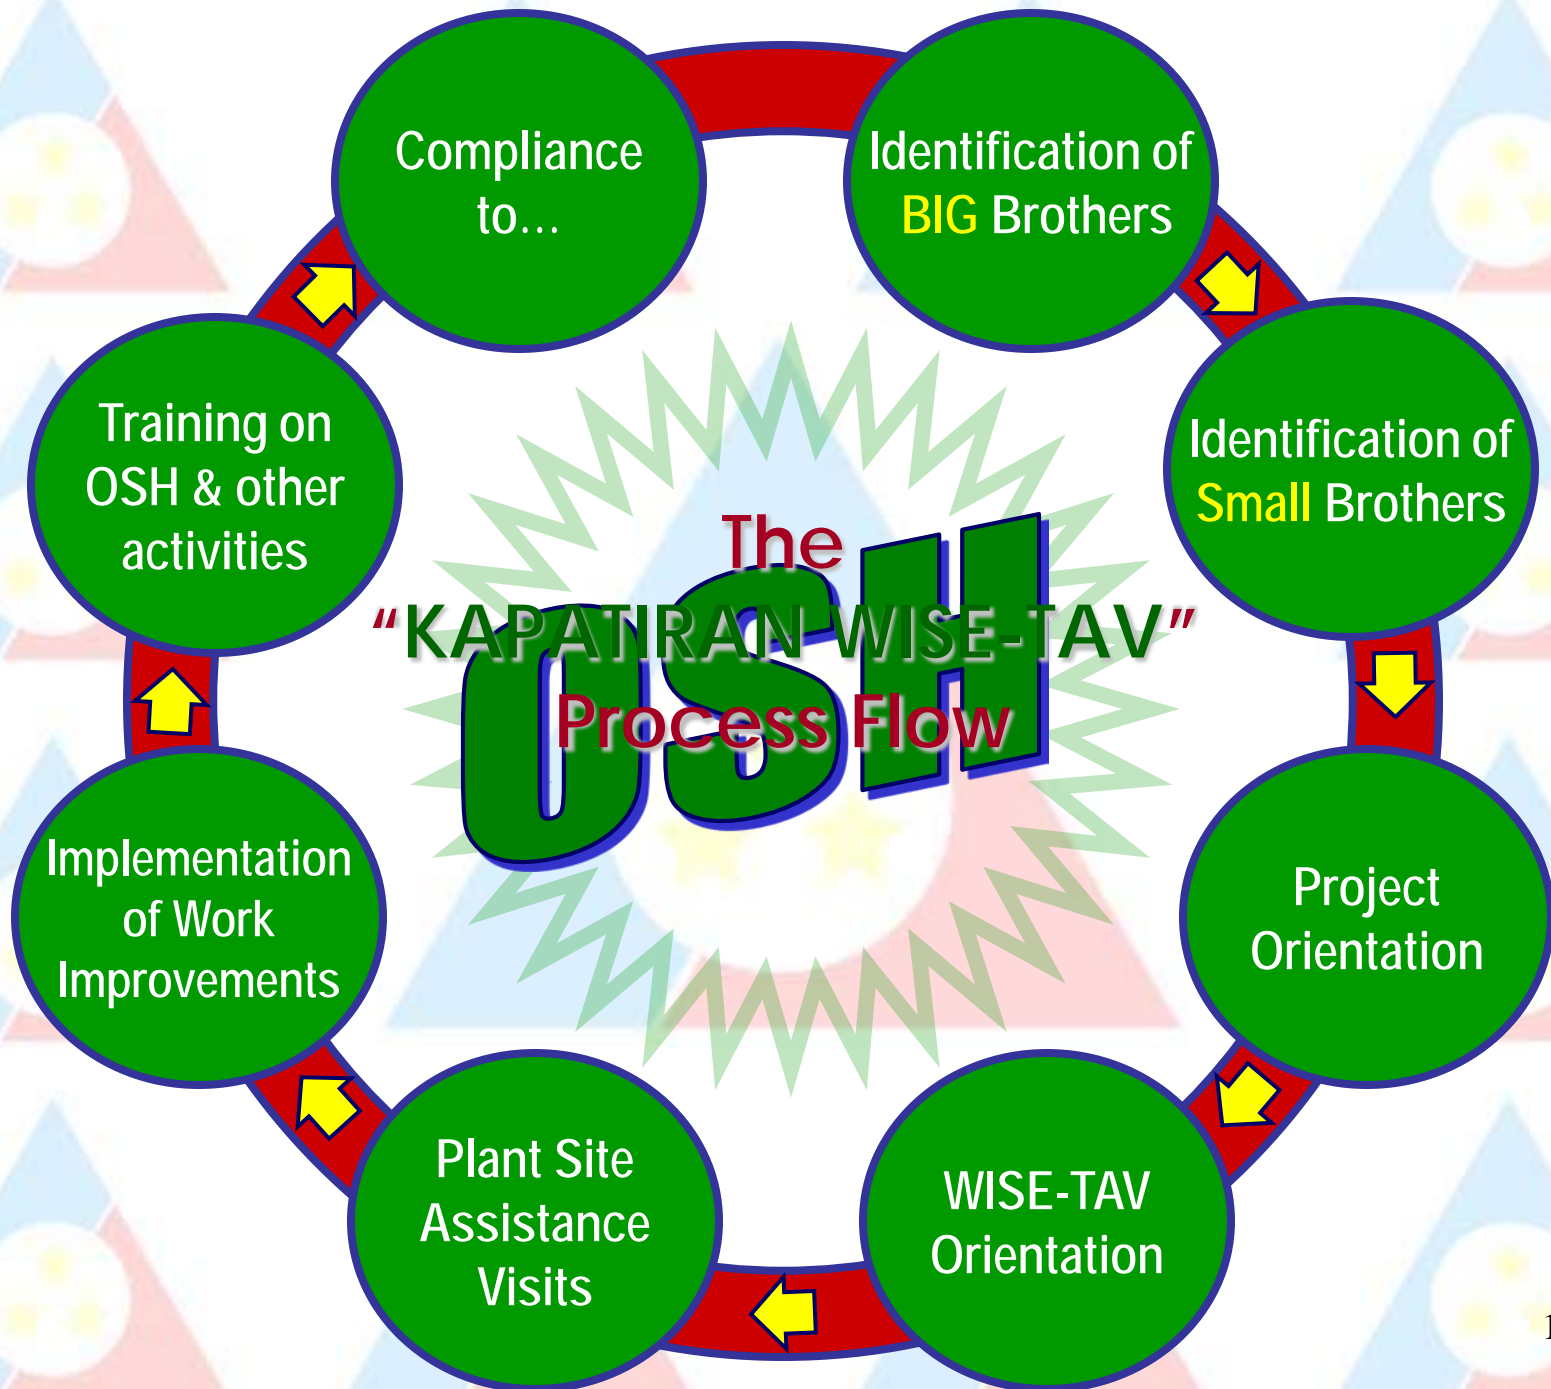 Compliance
to...
Identification of
BIG Brothers
Identification of
Small Brothers
Project
Orientation
WISE-TAV
Orientation
Plant Site
Assistance
Visits
Implementation
of Work
Improvements
Training on
OSH & other
activities
The
“KAPATIRAN WISE-TAV”
Process Flow
OSH
1